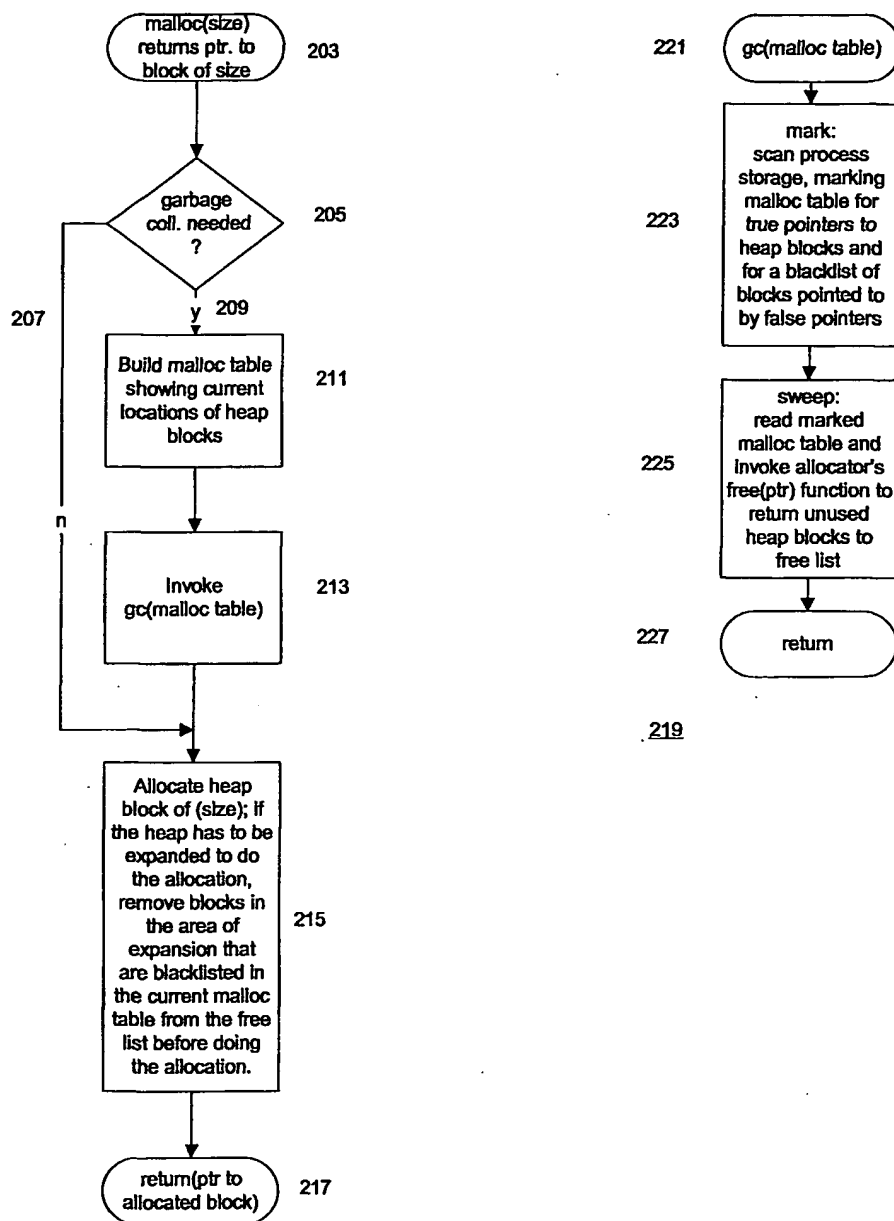 malloc(size)
returns ptr. to
block of size
203
garbage
coll. needed
?
205
207
y
209
n
Build malloc table
showing current
locations of heap
blocks
211
Invoke
gc(malloc table)
213
Allocate heap
block of (size); if
the heap has to be
expanded to do
the allocation,
remove blocks in
the area of
expansion that
are blacklisted in
the current malloc
table from the free
list before doing
the allocation.
215
return(ptr to
allocated block)
217
221
gc(malloc table)
mark:
scan process
storage, marking
malloc table for
true pointers to
heap blocks and
for a blacklist of
blocks pointed to
by false pointers
223
sweep:
read marked
malloc table and
invoke allocator's
free(ptr) function to
return unused
heap blocks to
free list
225
227
return
219